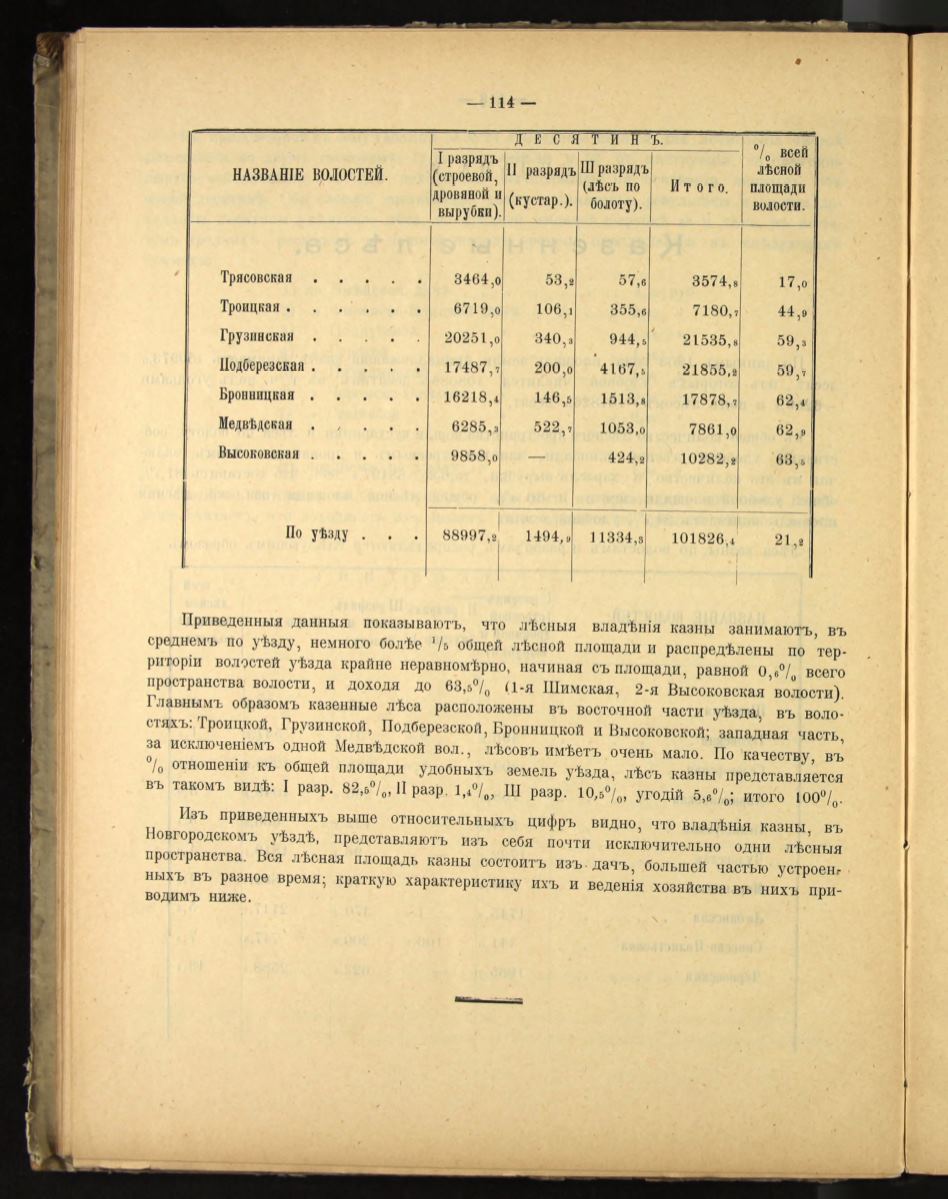 — 114 —
НАЗВАНІЕ ВОЛОСТЕЙ.
ДЕСЯТИНЪ.
I разрядъ (строевой, дровяной и вырубки).
II разрядъ (кустар.).
III разрядъ (лѣсъ по болоту).
Итого.
% всей лѣсной площади волости.
Трясовская . . . . . 3464,0 53,2 57,6 3574,8 17,0
Троицкая . . . . . . 6719,0 106,1 355,6 7180,7 44,9
Грузинская . . . . . 20251,0 340,3 944,5 21535,8 59,3
Подберезская . . . . . 17487,7 200,0 4167,5 21855,2 59,7
Бронницкая . . . . . 16218,4 146,5 1513,8 17878,7 62,4
Медвѣдская . . . . . 6285,3 522,7 1053,0 7861,0 62,9
Высоковская . . . . . 9858,0 — 424,2 10282,2 63,5
По уѣзду . . . 88997,2 1494,9 11334,3 101826,4 21,2
Приведенныя данныя показываютъ, что лѣсныя владѣнія казны занимаютъ, въ
среднемъ по уѣзду, немного болѣе 1/5 общей лѣсной площади и распредѣлены по тер-
риторіи волостей уѣзда крайне неравномѣрно, начиная съ площади, равной 0,6% всего
пространства волости, и доходя до 63,5% (1-я Шимская, 2-я Высоковская волости).
Главнымъ образомъ казенные лѣса расположены въ восточной части уѣзда, въ воло-
стяхъ: Троицкой, Грузинской, Подберезской, Бронницкой и Высоковской; западная часть,
за исключеніемъ одной Медвѣдской вол., лѣсовъ имѣетъ очень мало. По качеству, въ
% отношеніи къ общей площади удобныхъ земель уѣзда, лѣсъ казны представляется
въ такомъ видѣ: I разр. 82,5%, II разр. 1,4%, III разр. 10,5%, угодій 5,6%; итого 100%.
Изъ приведенныхъ выше относительныхъ цифръ видно, что владѣнія казны, въ
Новгородскомъ уѣздѣ, представляютъ изъ себя почти исключительно одни лѣсныя
пространства. Вся лѣсная площадь казны состоитъ изъ дачъ, большей частью устроен-
ныхъ въ разное время; краткую характеристику ихъ и веденія хозяйства въ нихъ при-
водимъ ниже.